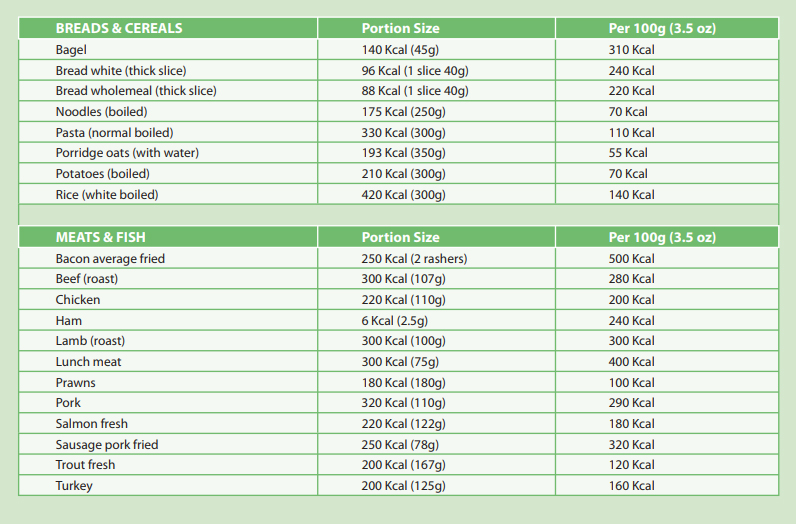 BREADS & CEREALS Portion Size Per 100g (3.5 oz)
Bagel 140 Kcal (45g) 310 Kcal
Bread white (thick slice) 96 Kcal (1 slice 40g) 240 Kcal
Bread wholemeal (thick slice) 88 Kcal (1 slice 40g) 220 Kcal
Noodles (boiled) 175 Kcal (250g) 70 Kcal
Pasta (normal boiled) 330 Kcal (300g) 110 Kcal
Porridge oats (with water) 193 Kcal (350g) 55 Kcal
Potatoes (boiled) 210 Kcal (300g) 70 Kcal
Rice (white boiled) 420 Kcal (300g) 140 Kcal
MEATS & FISH Portion Size Per 100g (3.5 oz)
Bacon average fried 250 Kcal (2 rashers) 500 Kcal
Beef (roast) 300 Kcal (107g) 280 Kcal
Chicken 220 Kcal (110g) 200 Kcal
Ham 6 Kcal (2.5g) 240 Kcal
Lamb (roast) 300 Kcal (100g) 300 Kcal
Lunch meat 300 Kcal (75g) 400 Kcal
Prawns 180 Kcal (180g) 100 Kcal
Pork 320 Kcal (110g) 290 Kcal
Salmon fresh 220 Kcal (122g) 180 Kcal
Sausage pork fried 250 Kcal (78g) 320 Kcal
Trout fresh 200 Kcal (167g) 120 Kcal
Turkey 200 Kcal (125g) 160 Kcal